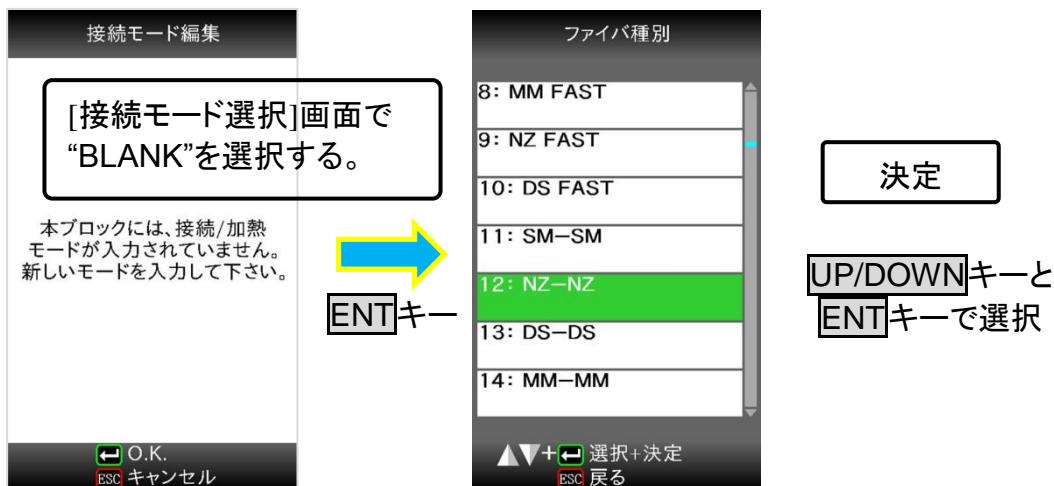 接続モード編集
[接続モード選択]画面で
“BLANK”を選択する。
本ブロックには、接続/加熱
モードが入力されていません。
新しいモードを入力して下さい。
O.K.
ESC キャンセル
ENTキー
ファイバ種別
8: MM FAST
9: NZ FAST
10: DS FAST
11: SM−SM
12: NZ−NZ
13: DS−DS
14: MM−MM
+ 選択+決定
ESC 戻る
決定
UP/DOWNキーと
ENTキーで選択